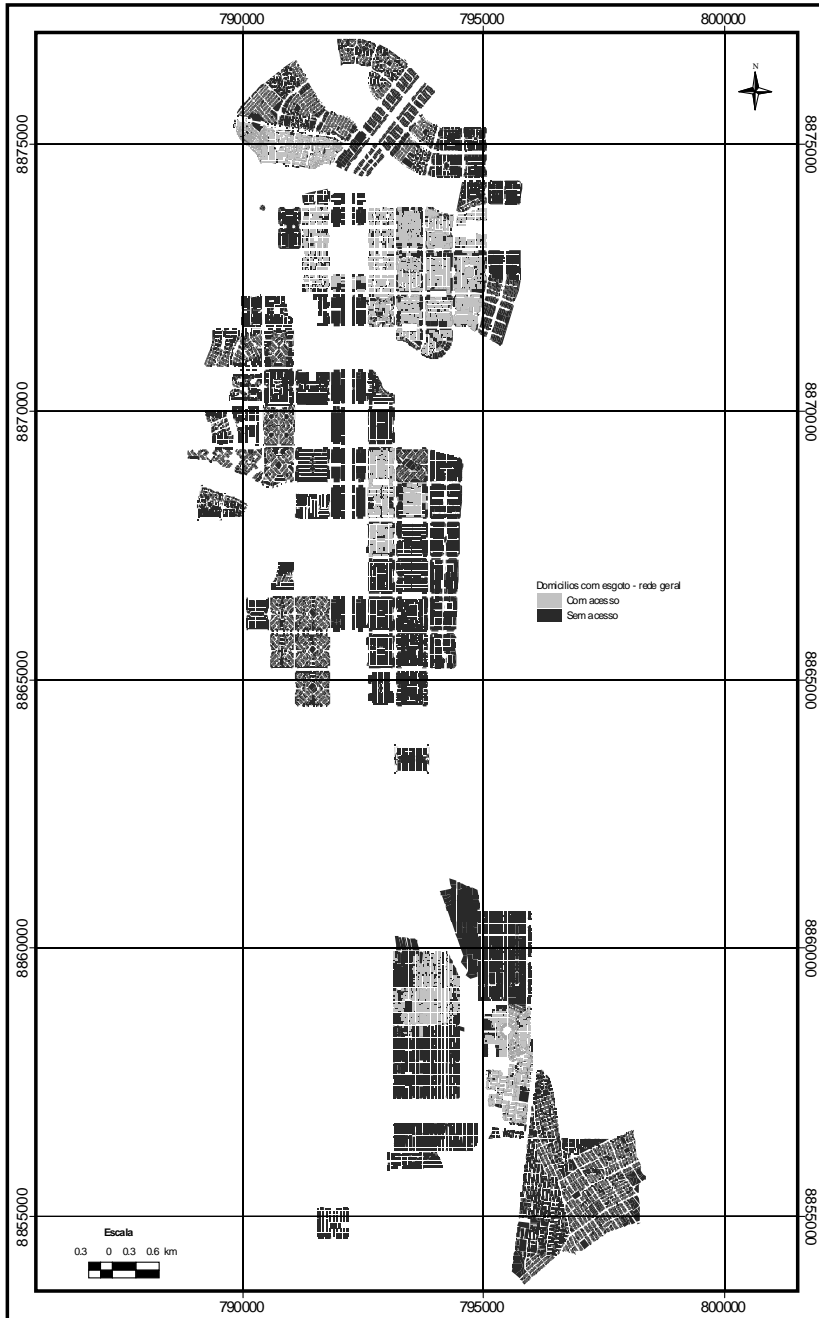 790000 795000 800000
N
8875000 8875000
8870000 8870000
Domicílios com esgoto - rede geral
Com acesso
Sem acesso
8865000 8865000
8860000 8860000
8855000 8855000
Escala
0.3 0 0.3 0.6 km
790000 795000 800000